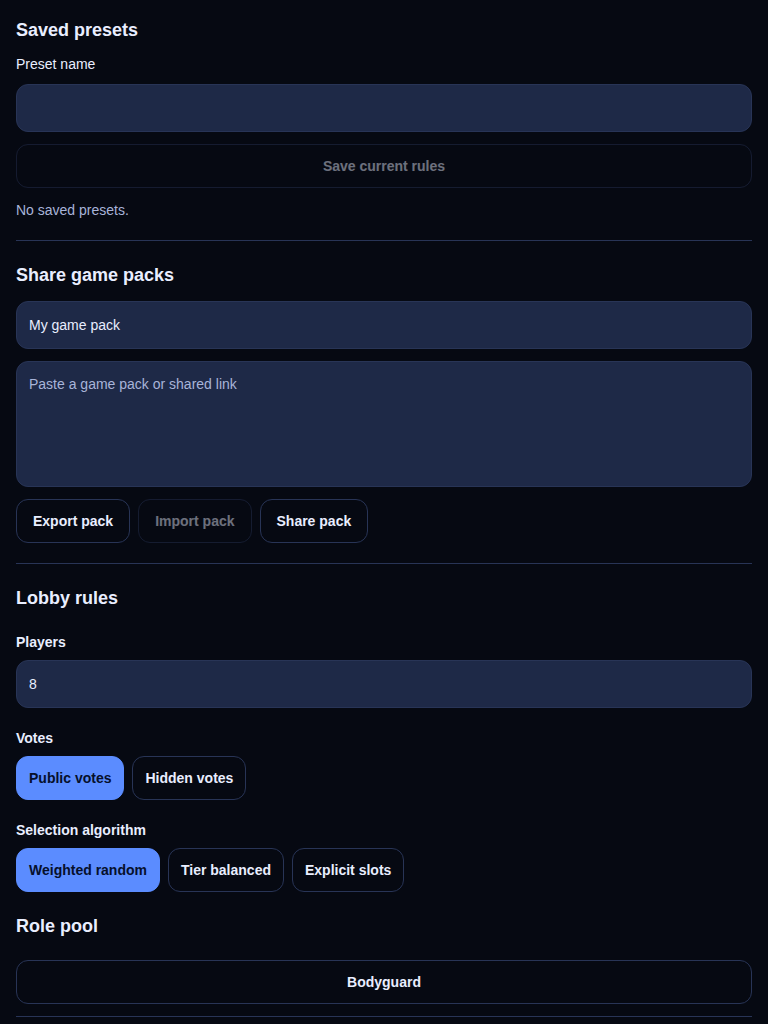 Saved presets
Preset name
Save current rules
No saved presets.
Share game packs
My game pack
Paste a game pack or shared link
Export pack Import pack Share pack
Lobby rules
Players
8
Votes
Public votes Hidden votes
Selection algorithm
Weighted random Tier balanced Explicit slots
Role pool
Bodyguard